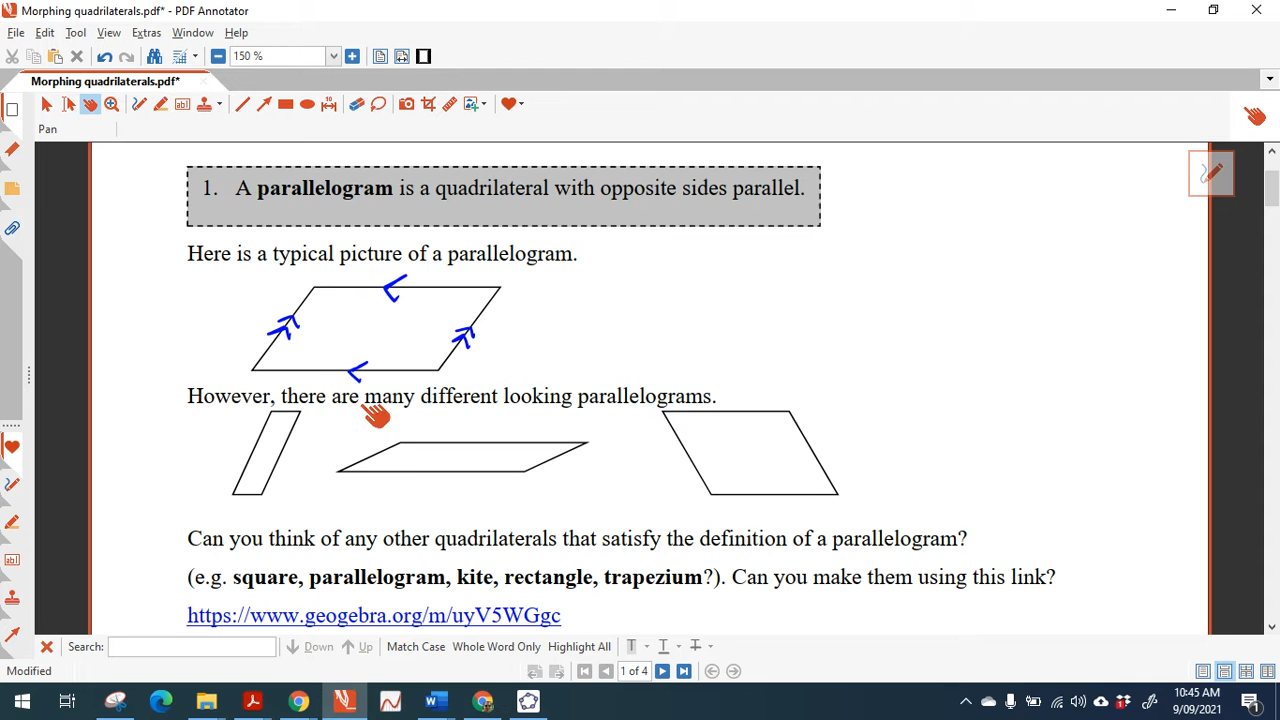 Morphing quadrilaterals.pdf* - PDF Annotator
File Edit Tool View Extras Window Help
150 %
Morphing quadrilaterals.pdf*
Pan
1. A parallelogram is a quadrilateral with opposite sides parallel.
Here is a typical picture of a parallelogram.
However, there are many different looking parallelograms.
Can you think of any other quadrilaterals that satisfy the definition of a parallelogram?
(e.g. square, parallelogram, kite, rectangle, trapezium?). Can you make them using this link?
https://www.geogebra.org/m/uyV5WGgc
Search: Down Up Match Case Whole Word Only Highlight All T T T
Modified 1 of 4
10:45 AM
9/09/2021